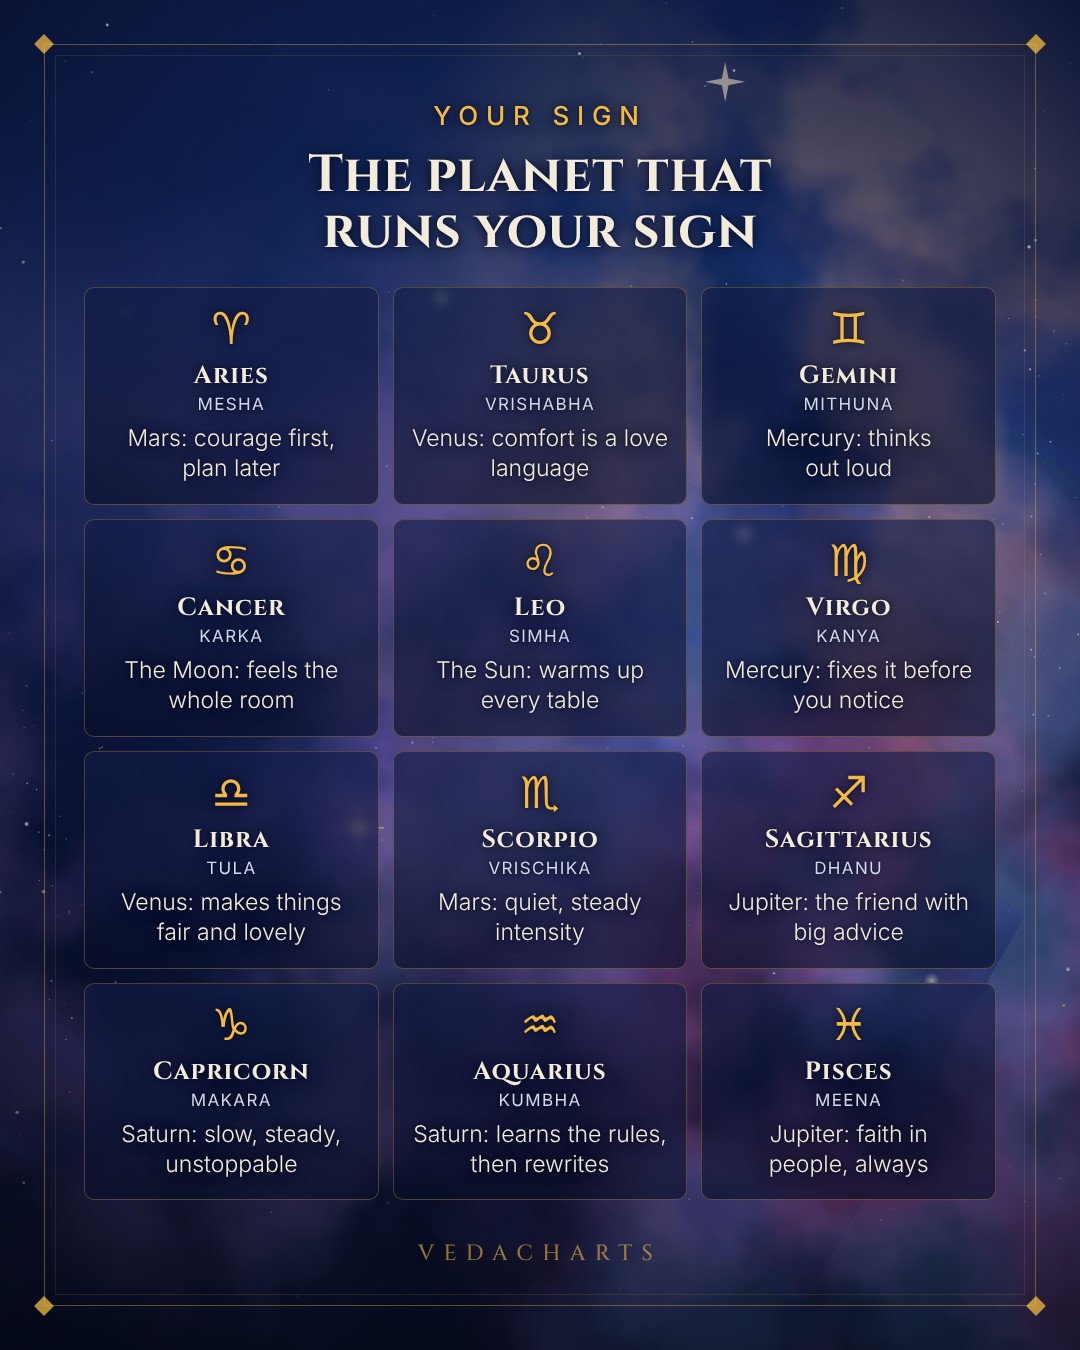 YOUR SIGN
THE PLANET THAT
RUNS YOUR SIGN
♈
ARIES
MESHA
Mars: courage first,
plan later
♉
TAURUS
VRISHABHA
Venus: comfort is a love
language
♊
GEMINI
MITHUNA
Mercury: thinks
out loud
♋
CANCER
KARKA
The Moon: feels the
whole room
♌
LEO
SIMHA
The Sun: warms up
every table
♍
VIRGO
KANYA
Mercury: fixes it before
you notice
♎
LIBRA
TULA
Venus: makes things
fair and lovely
♏
SCORPIO
VRISCHIKA
Mars: quiet, steady
intensity
♐
SAGITTARIUS
DHANU
Jupiter: the friend with
big advice
♑
CAPRICORN
MAKARA
Saturn: slow, steady,
unstoppable
♒
AQUARIUS
KUMBHA
Saturn: learns the rules,
then rewrites
♓
PISCES
MEENA
Jupiter: faith in
people, always
VEDACHARTS